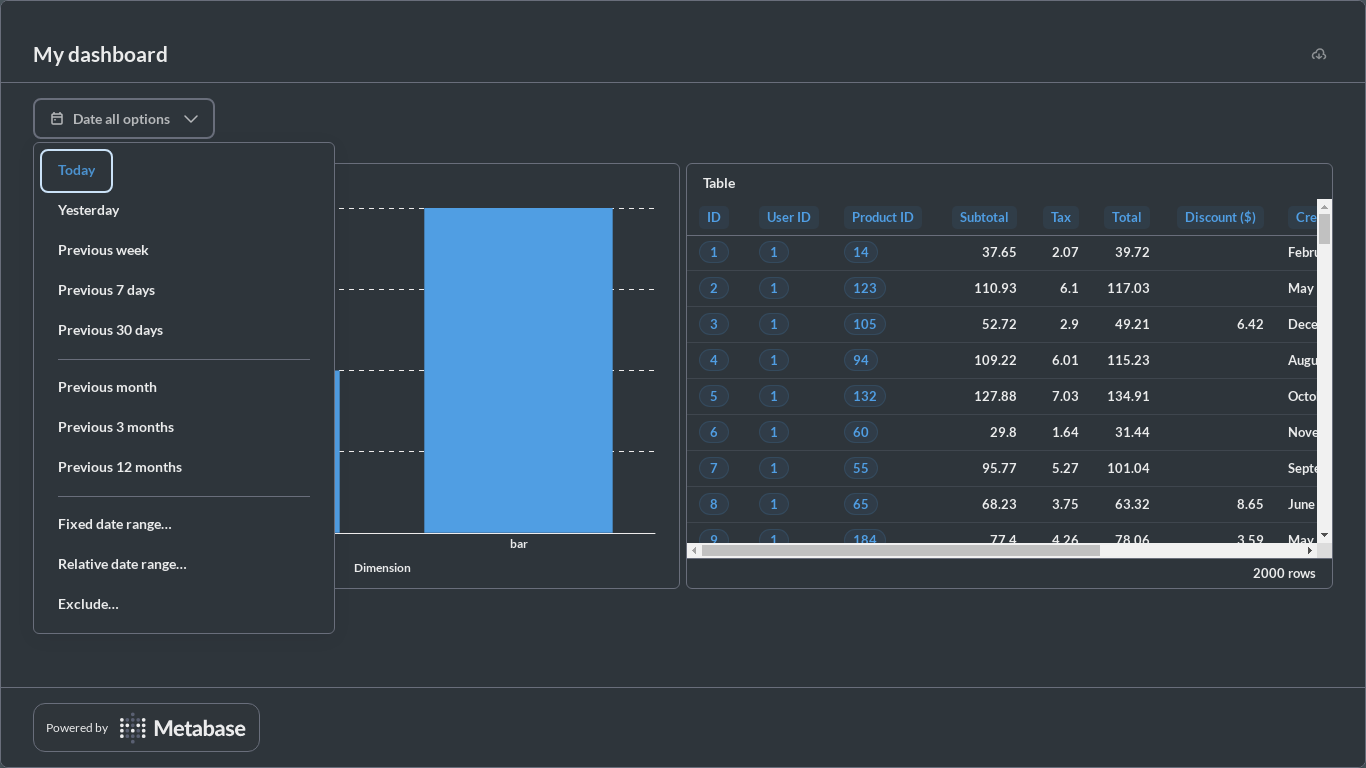 My dashboard
Date all options
Today
Yesterday
Previous week
Previous 7 days
Previous 30 days
Previous month
Previous 3 months
Previous 12 months
Fixed date range...
Relative date range...
Exclude...
bar
Dimension
Table
ID User ID Product ID Subtotal Tax Total Discount ($) Cre
1 1 14 37.65 2.07 39.72 Febru
2 1 123 110.93 6.1 117.03 May
3 1 105 52.72 2.9 49.21 6.42 Dece
4 1 94 109.22 6.01 115.23 Augu
5 1 132 127.88 7.03 134.91 Octo
6 1 60 29.8 1.64 31.44 Nove
7 1 55 95.77 5.27 101.04 Septe
8 1 65 68.23 3.75 63.32 8.65 June
9 1 184 77.4 4.26 78.06 3.59 May
2000 rows
Powered by Metabase